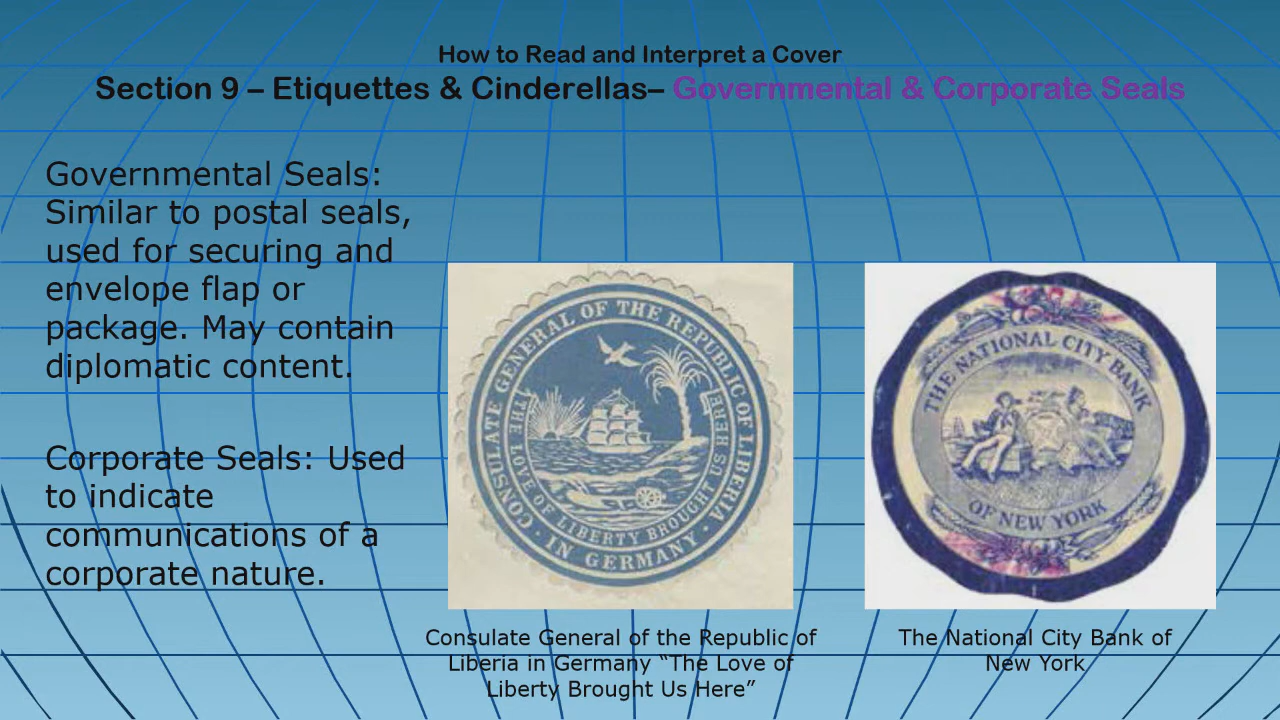 How to Read and Interpret a Cover
Section 9 – Etiquettes & Cinderellas– Governmental & Corporate Seals
Governmental Seals:
Similar to postal seals,
used for securing and
envelope flap or
package. May contain
diplomatic content.
Corporate Seals: Used
to indicate
communications of a
corporate nature.
CONSULATE GENERAL OF THE REPUBLIC OF LIBERIA
· IN GERMANY ·
THE LOVE OF LIBERTY BROUGHT US HERE
THE NATIONAL CITY BANK
OF NEW YORK
Consulate General of the Republic of
Liberia in Germany “The Love of
Liberty Brought Us Here”
The National City Bank of
New York